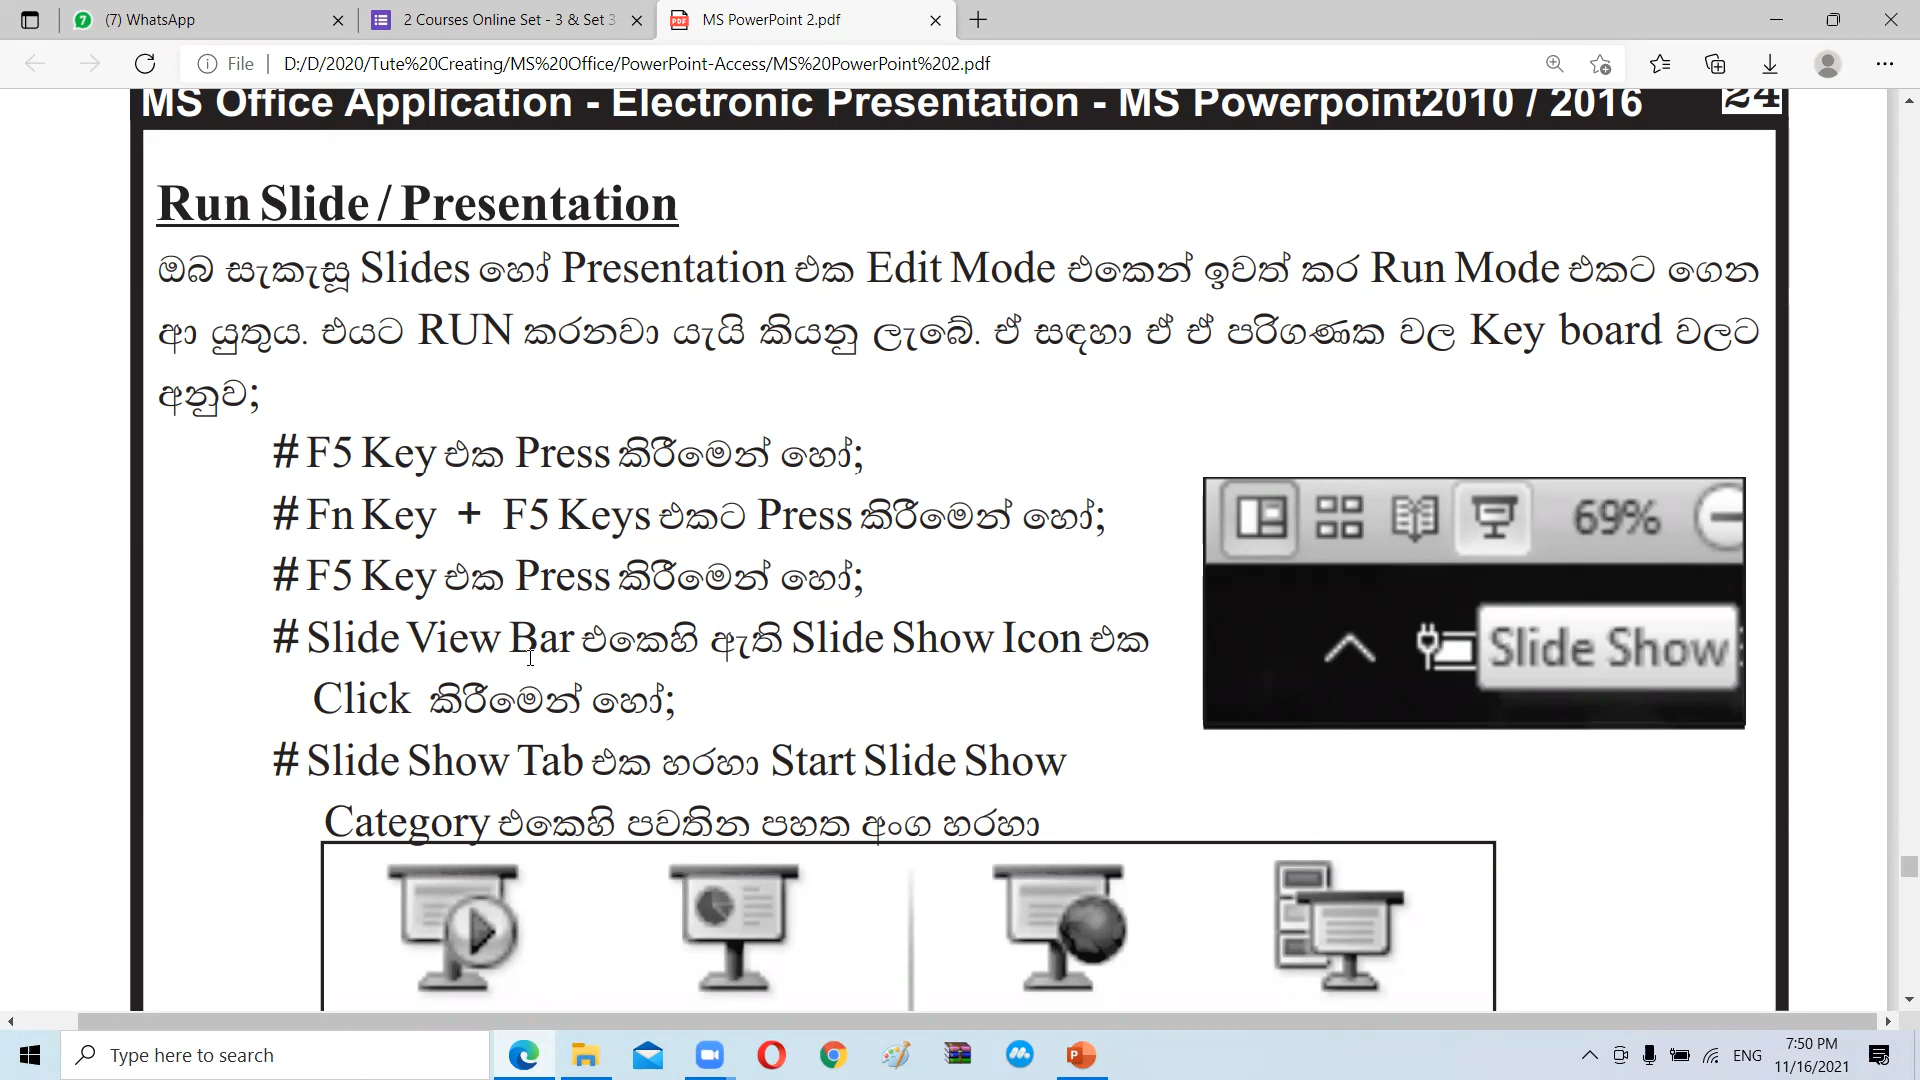 (7) WhatsApp
2 Courses Online Set - 3 & Set 3
MS PowerPoint 2.pdf
File
D:/D/2020/Tute%20Creating/MS%20Office/PowerPoint-Access/MS%20PowerPoint%202.pdf
MS Office Application - Electronic Presentation - MS Powerpoint2010 / 2016 24
Run Slide / Presentation
ඔබ සැකැසූ Slides හෝ Presentation එක Edit Mode එකෙන් ඉවත් කර Run Mode එකට ගෙන
ආ යුතුය. එයට RUN කරනවා යැයි කියනු ලැබේ. ඒ සඳහා ඒ ඒ පරිගණක වල Key board වලට
අනුව;
# F5 Key එක Press කිරීමෙන් හෝ;
# Fn Key + F5 Keys එකට Press කිරීමෙන් හෝ;
# F5 Key එක Press කිරීමෙන් හෝ;
# Slide View Bar එකෙහි ඇති Slide Show Icon එක
Click කිරීමෙන් හෝ;
# Slide Show Tab එක හරහා Start Slide Show
Category එකෙහි පවතින පහත අංග හරහා
69%
Slide Show
Type here to search
ENG
7:50 PM
11/16/2021